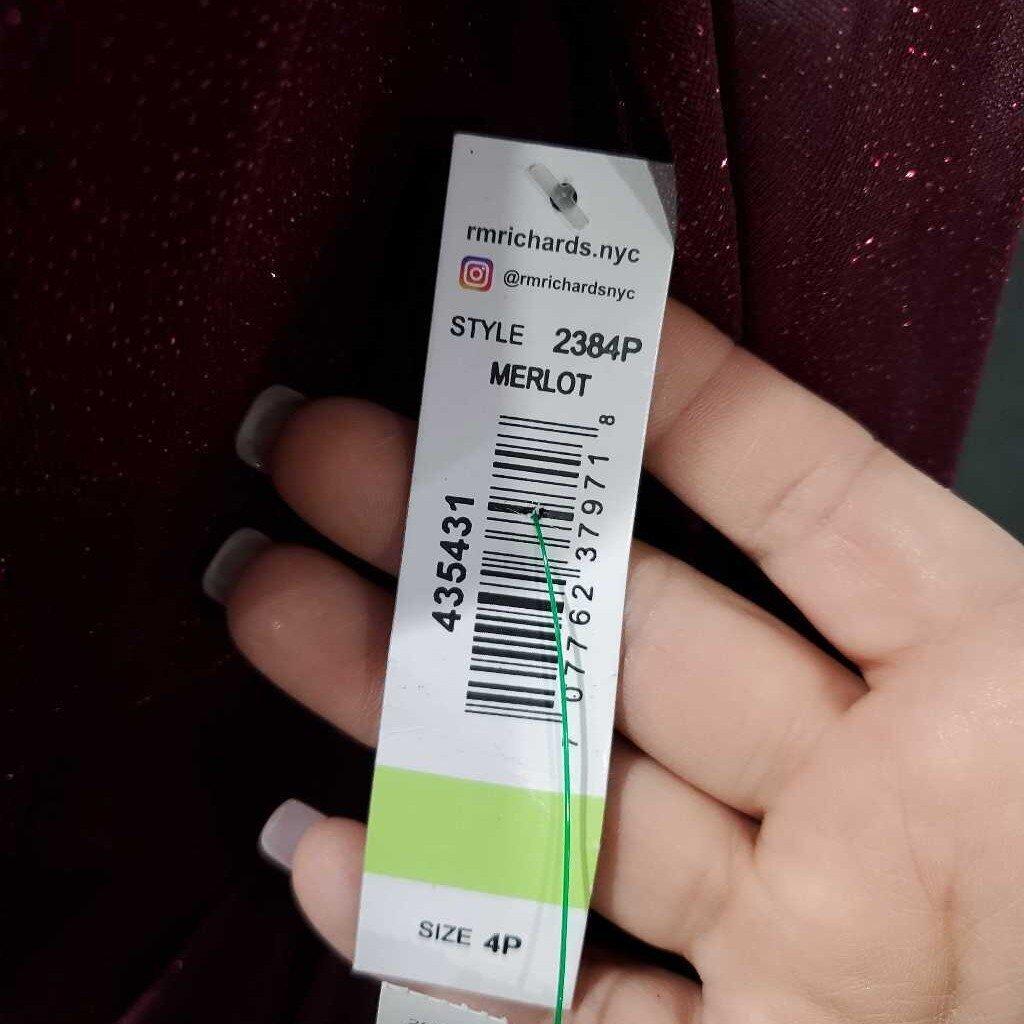 rmrichards.nyc
@rmrichardsnyc
STYLE 2384P
MERLOT
435431
7 07762 37971 8
SIZE 4P